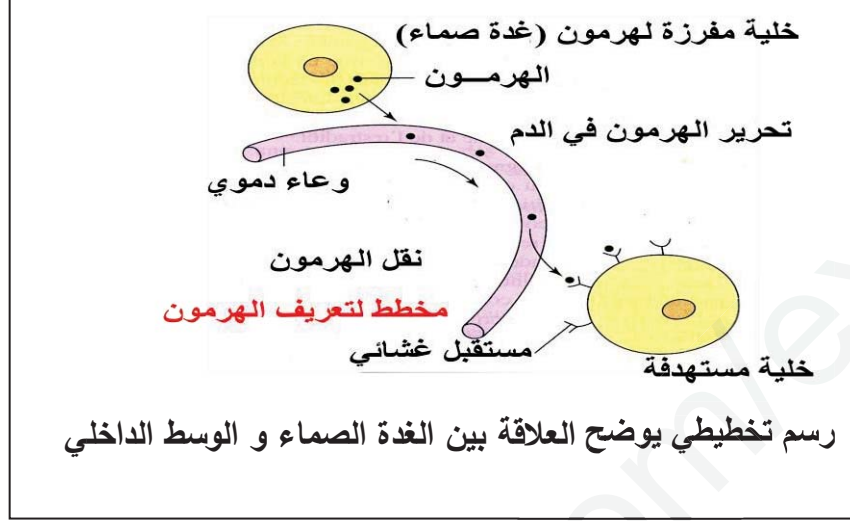 خلية مفرزة لهرمون (غدة صماء)
الهرمـــون
تحرير الهرمون في الدم
وعاء دموي
نقل الهرمون
مخطط لتعريف الهرمون
مستقبل غشائي
خلية مستهدفة
رسم تخطيطي يوضح العلاقة بين الغدة الصماء و الوسط الداخلي